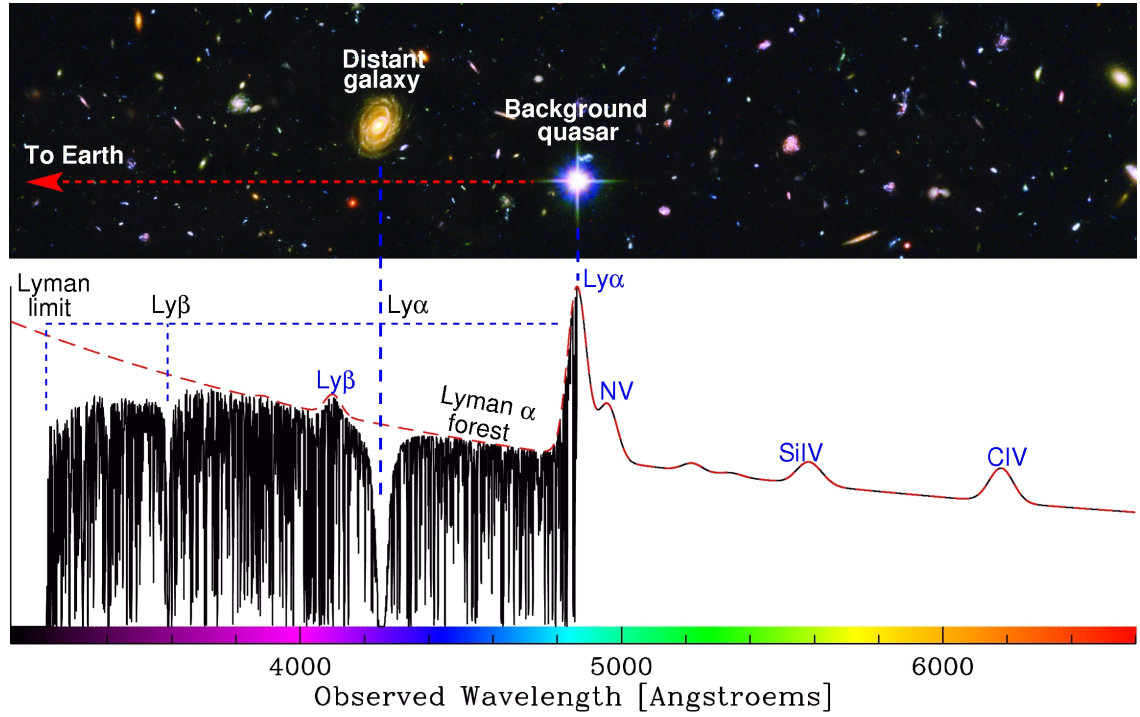 Distant
galaxy
Background
quasar
To Earth
Lyman
limit
Lyβ
Lyα
Lyα
Lyβ
Lyman α
forest
NV
SiIV
CIV
4000
5000
6000
Observed Wavelength [Angstroems]